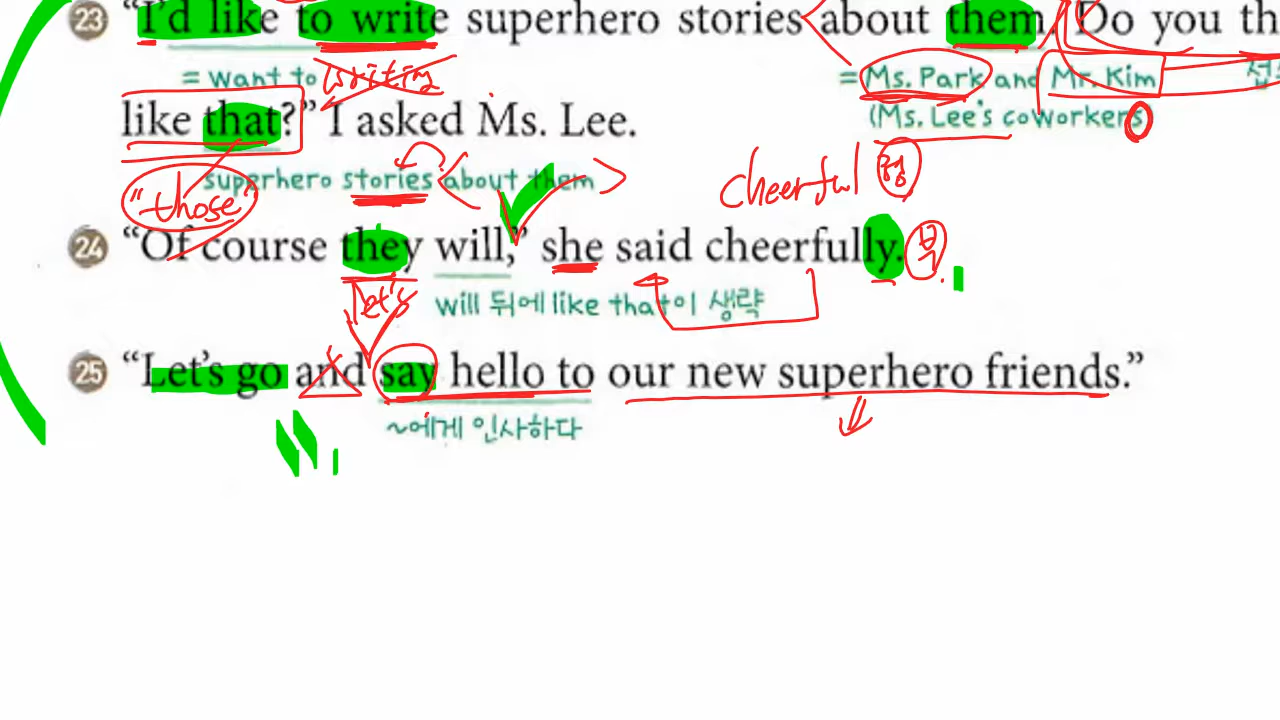 23 “I’d like to write superhero stories about them. Do you th
= want to writing = Ms. Park and Mr. Kim
like that?” I asked Ms. Lee. (Ms. Lee's coworkers)
cheerful 형
superhero stories about them
"those"
24 “Of course they will,” she said cheerfully. 부
let's will 뒤에 like that이 생략
25 “Let’s go and say hello to our new superhero friends.”
~에게 인사하다